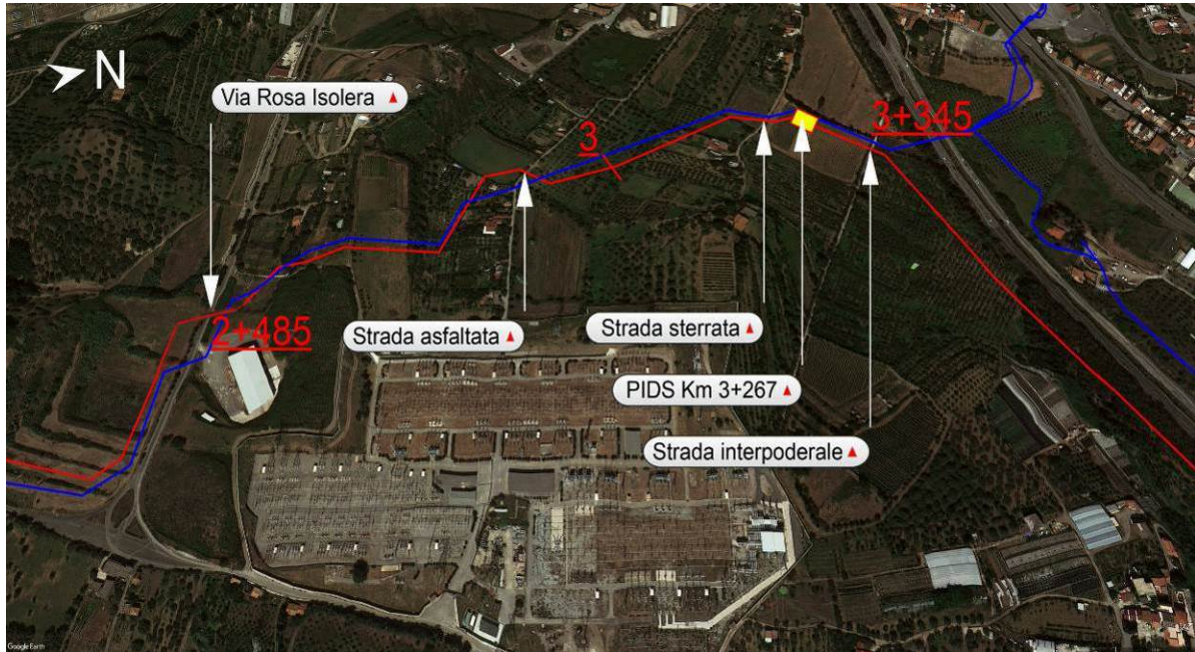 N
Via Rosa Isolera
3+345
3
2+485
Strada asfaltata
Strada sterrata
PIDS Km 3+267
Strada interpoderale
Google Earth